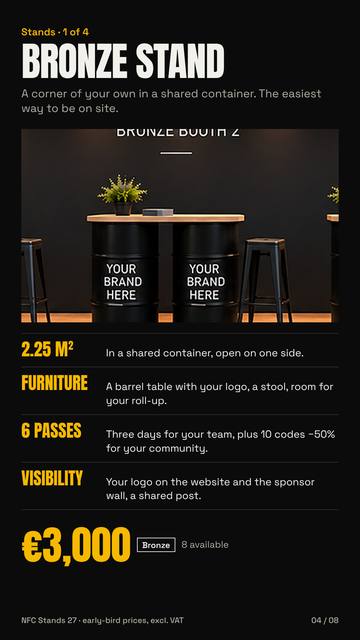 Stands · 1 of 4
BRONZE STAND
A corner of your own in a shared container. The easiest
way to be on site.
BRONZE BOOTH 2
YOUR
BRAND
HERE
YOUR
BRAND
HERE
2.25 M²
In a shared container, open on one side.
FURNITURE
A barrel table with your logo, a stool, room for
your roll-up.
6 PASSES
Three days for your team, plus 10 codes −50%
for your community.
VISIBILITY
Your logo on the website and the sponsor
wall, a shared post.
€3,000 Bronze 8 available
NFC Stands 27 · early-bird prices, excl. VAT 04 / 08